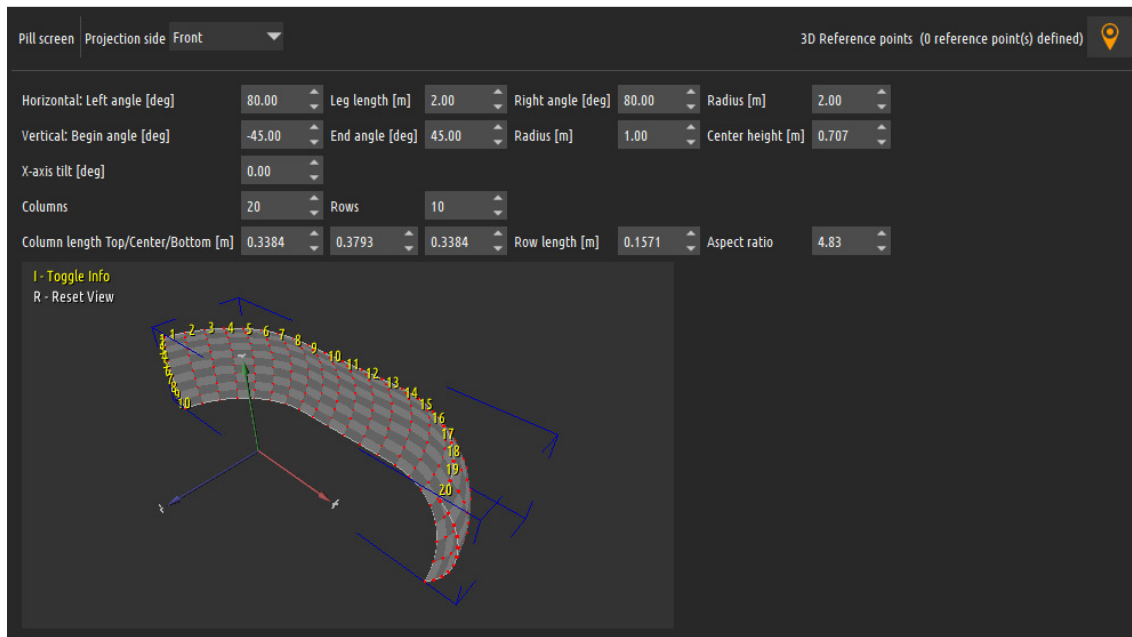 Pill screen Projection side Front 3D Reference points (0 reference point(s) defined)
Horizontal: Left angle [deg] 80.00 Leg length [m] 2.00 Right angle [deg] 80.00 Radius [m] 2.00
Vertical: Begin angle [deg] -45.00 End angle [deg] 45.00 Radius [m] 1.00 Center height [m] 0.707
X-axis tilt [deg] 0.00
Columns 20 Rows 10
Column length Top/Center/Bottom [m] 0.3384 0.3793 0.3384 Row length [m] 0.1571 Aspect ratio 4.83
I - Toggle Info
R - Reset View
1 2 3 4 5 6 7 8 9 10 11 12 13 14 15 16 17 18 19 20
7
8
9
10